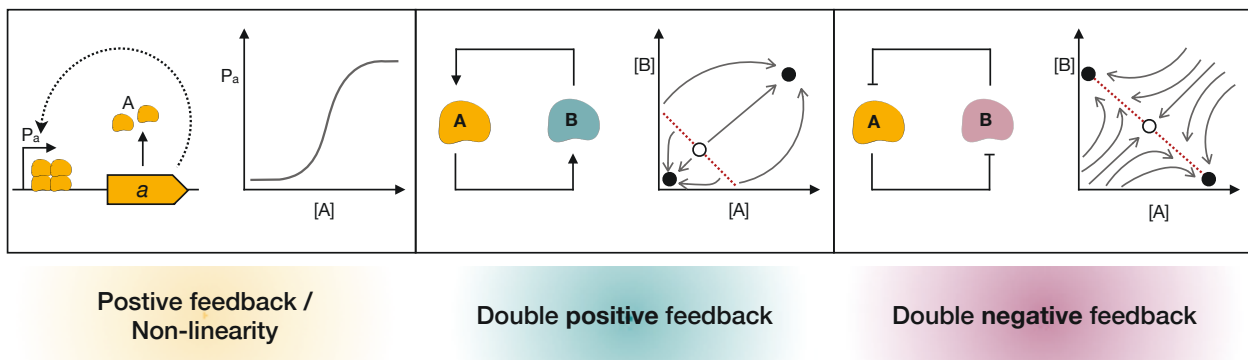 A
Pₐ
a
Pₐ
[A]
A
B
[B]
[A]
A
B
[B]
[A]
Postive feedback /
Non-linearity
Double positive feedback
Double negative feedback